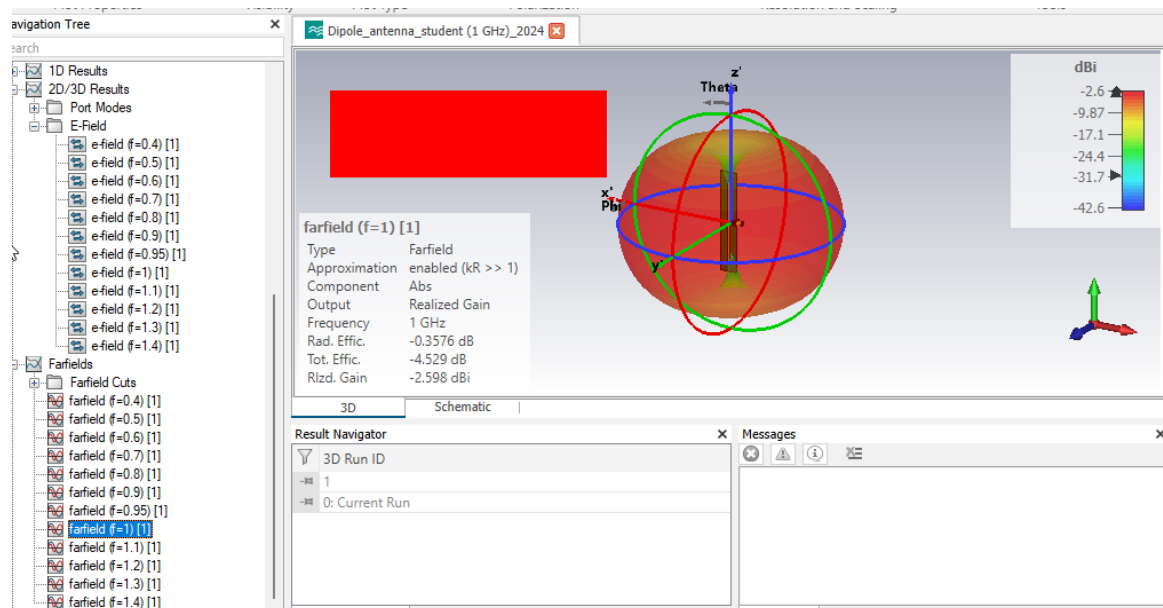 avigation Tree
earch
1D Results
2D/3D Results
Port Modes
E-Field
e-field (f=0.4) [1]
e-field (f=0.5) [1]
e-field (f=0.6) [1]
e-field (f=0.7) [1]
e-field (f=0.8) [1]
e-field (f=0.9) [1]
e-field (f=0.95) [1]
e-field (f=1) [1]
e-field (f=1.1) [1]
e-field (f=1.2) [1]
e-field (f=1.3) [1]
e-field (f=1.4) [1]
Farfields
Farfield Cuts
farfield (f=0.4) [1]
farfield (f=0.5) [1]
farfield (f=0.6) [1]
farfield (f=0.7) [1]
farfield (f=0.8) [1]
farfield (f=0.9) [1]
farfield (f=0.95) [1]
farfield (f=1) [1]
farfield (f=1.1) [1]
farfield (f=1.2) [1]
farfield (f=1.3) [1]
farfield (f=1.4) [1]
Dipole_antenna_student (1 GHz)_2024
z'
Theta
x'
Phi
y'
dBi
-2.6
-9.87
-17.1
-24.4
-31.7
-42.6
farfield (f=1) [1]
Type Farfield
Approximation enabled (kR >> 1)
Component Abs
Output Realized Gain
Frequency 1 GHz
Rad. Effic. -0.3576 dB
Tot. Effic. -4.529 dB
Rlzd. Gain -2.598 dBi
3D Schematic
Result Navigator
3D Run ID
1
0: Current Run
Messages